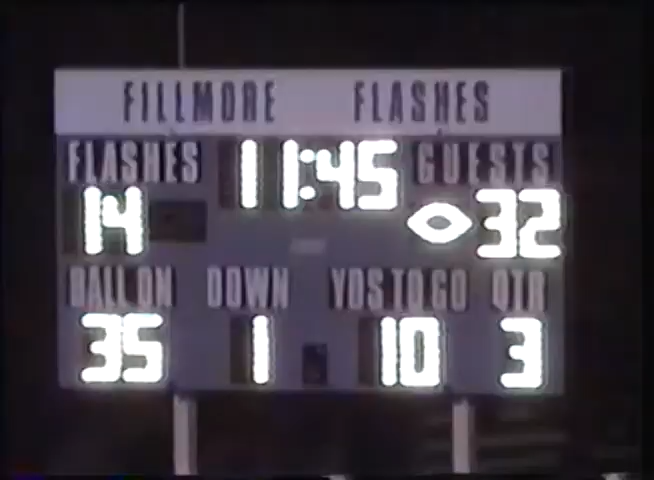 FILLMORE FLASHES
FLASHES 11:45 GUESTS
14 32
BALL ON DOWN YDS TO GO QTR
35 1 10 3